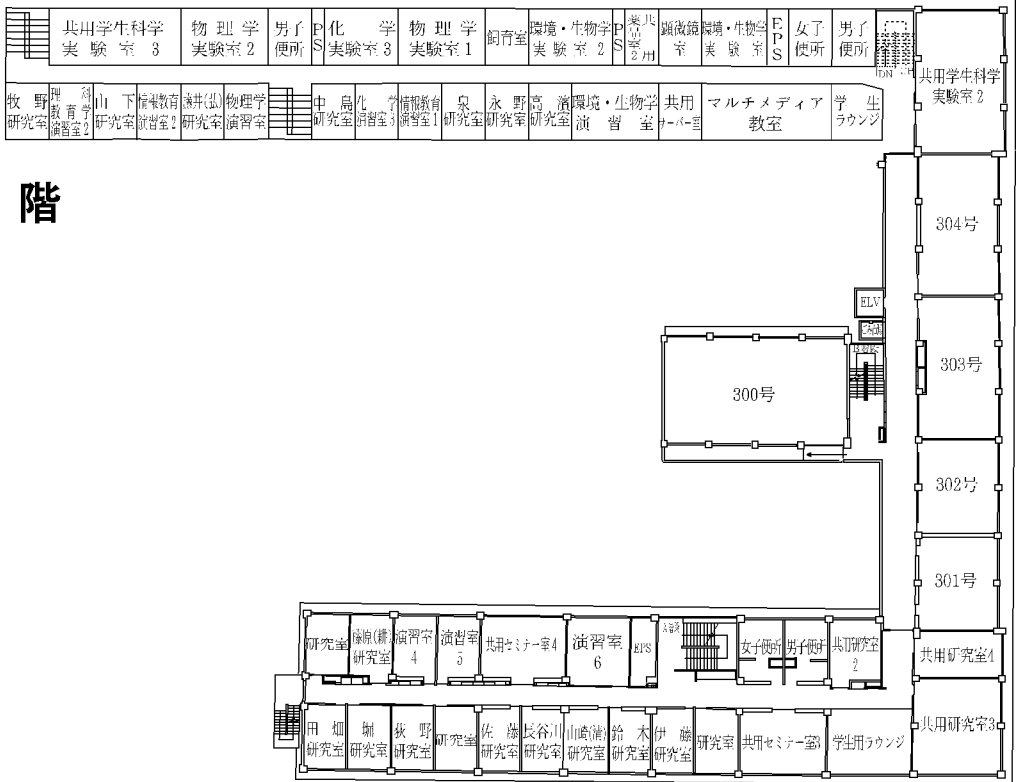 共用学生科学
実験室 3
物理学
実験室 2
男子
便所
PS
化学
実験室 3
物理学
実験室 1
飼育室
環境・生物学
実験室 2
PS
共用
薬品室2
顕微鏡
室
環境・生物学
実験室
EPS
女子
便所
男子
便所
DN
共用学生科学
実験室 2
牧野
研究室
理科
教育学
演習室2
山下
研究室
情報教育
演習室2
研究室
物理学
演習室
中島
研究室
化学
演習室3
情報教育
演習室1
泉
研究室
永野
研究室
高濱
研究室
環境・生物学
演習室
共用
サーバー室
マルチメディア
教室
学生
ラウンジ
階
304号
ELV
303号
300号
302号
301号
研究室
藤原(耕)
研究室
演習室
4
演習室
5
共用セミナー室4
演習室
6
EPS
女子便所
男子便所
共用研究室
2
共用研究室4
田畑
研究室
堀
研究室
荻野
研究室
研究室
佐藤
研究室
長谷川
研究室
山崎(清)
研究室
鈴木
研究室
伊藤
研究室
研究室
共用セミナー室3
学生用ラウンジ
共用研究室3